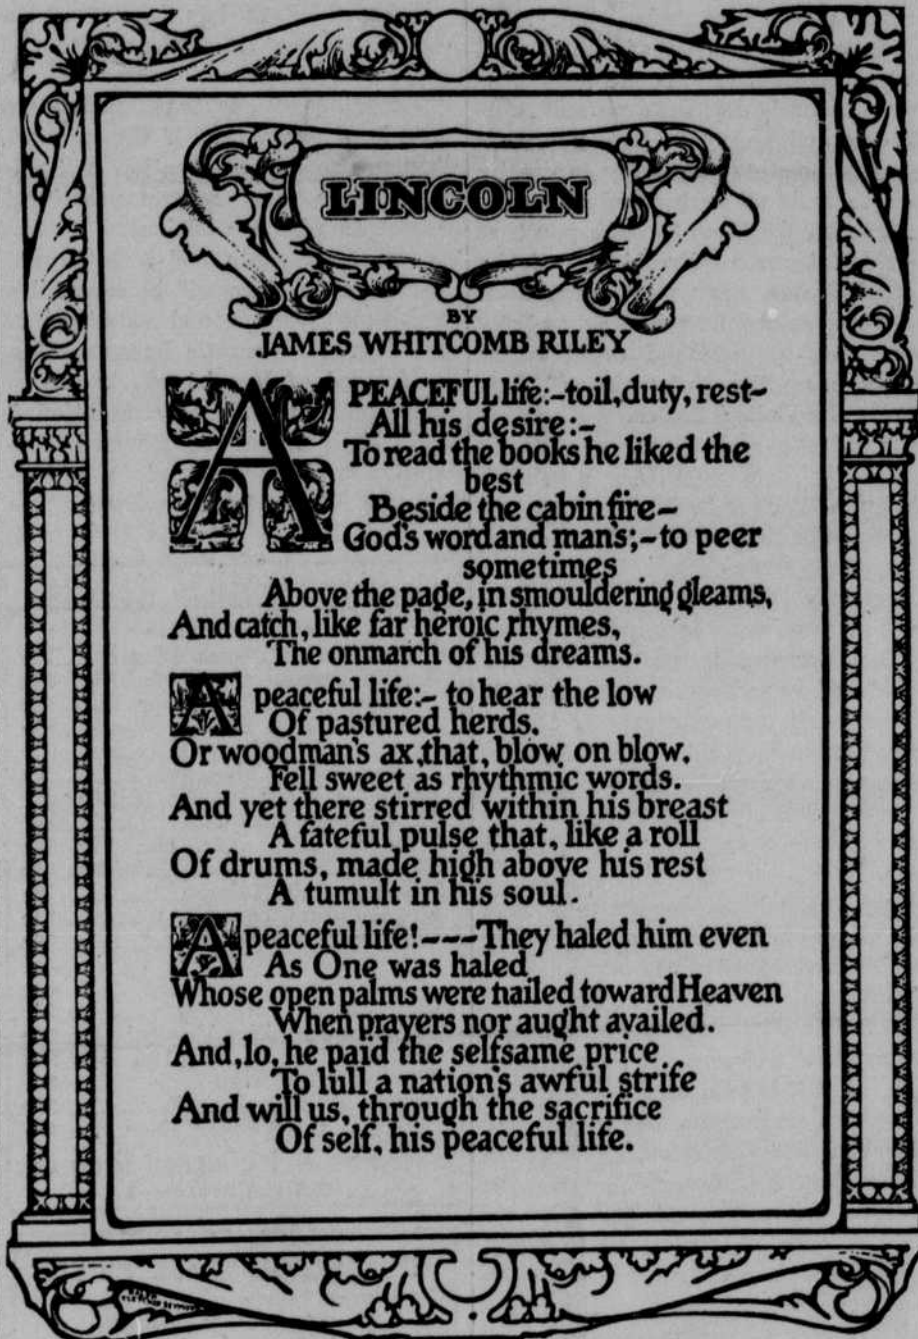 LINCOLN
BY
JAMES WHITCOMB RILEY
A PEACEFUL life:-toil, duty, rest-
All his desire:-
To read the books he liked the
best
Beside the cabin fire-
God's word and man's;-to peer
sometimes
Above the page, in smouldering gleams,
And catch, like far heroic rhymes,
The onmarch of his dreams.
A peaceful life:- to hear the low
Of pastured herds.
Or woodman's ax, that, blow on blow.
Fell sweet as rhythmic words.
And yet there stirred within his breast
A fateful pulse that, like a roll
Of drums, made high above his rest
A tumult in his soul.
A peaceful life!---They haled him even
As One was haled
Whose open palms were nailed toward Heaven
When prayers nor aught availed.
And, lo, he paid the selfsame price
To lull a nation's awful strife
And will us, through the sacrifice
Of self, his peaceful life.